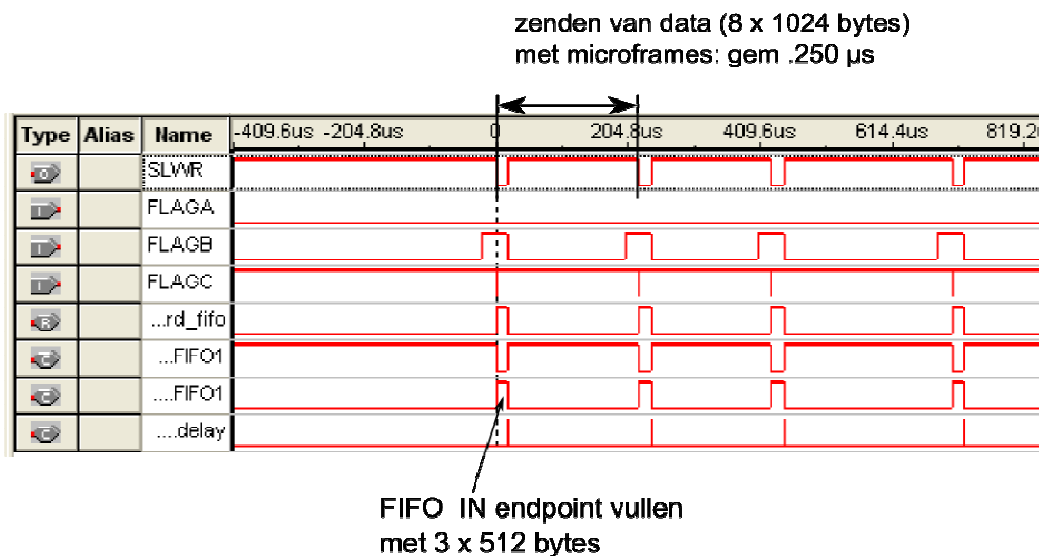 zenden van data (8 x 1024 bytes)
met microframes: gem .250 µs
Type Alias Name -409.6us -204.8us 0 204.8us 409.6us 614.4us 819.2
SLWR
FLAGA
FLAGB
FLAGC
...rd_fifo
...FIFO1
....FIFO1
....delay
FIFO IN endpoint vullen
met 3 x 512 bytes